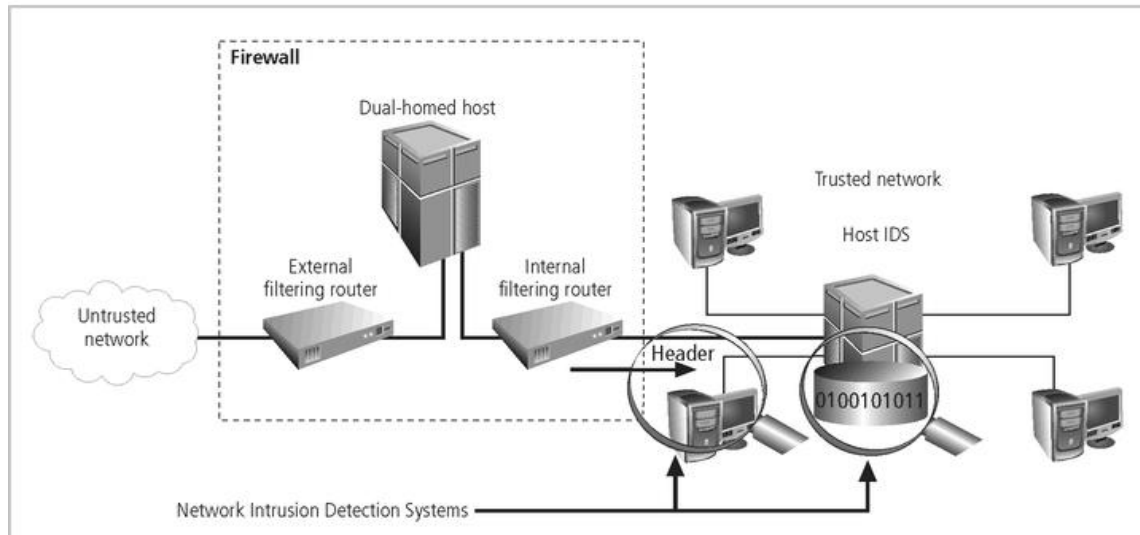 Firewall
Dual-homed host
Trusted network
Host IDS
External
filtering router
Internal
filtering router
Untrusted
network
Header
0100101011
Network Intrusion Detection Systems